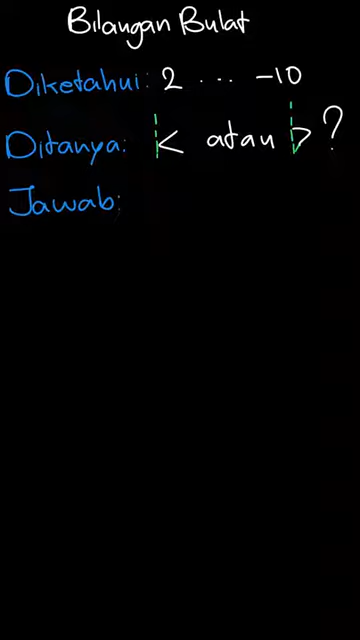 Bilangan Bulat
Diketahui: 2 ... -10
Ditanya: < atau > ?
Jawab: